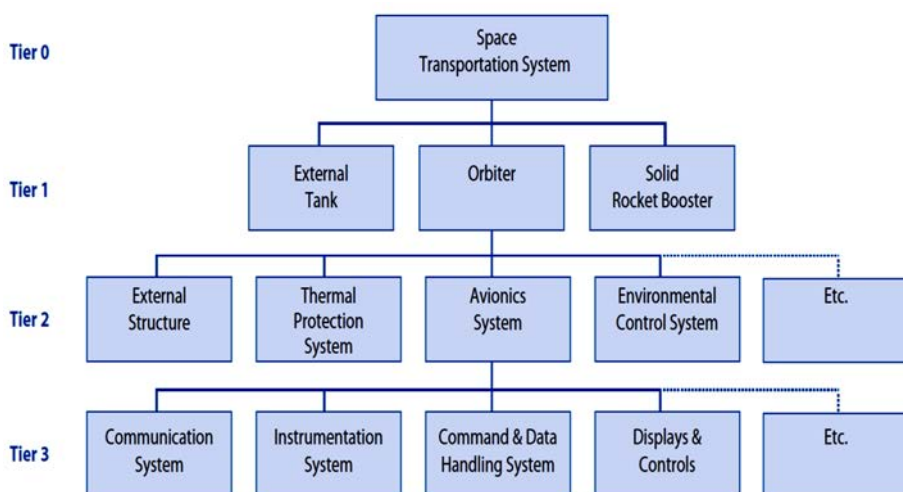 Tier 0
Space
Transportation System
Tier 1
External
Tank
Orbiter
Solid
Rocket Booster
Tier 2
External
Structure
Thermal
Protection
System
Avionics
System
Environmental
Control System
Etc.
Tier 3
Communication
System
Instrumentation
System
Command & Data
Handling System
Displays &
Controls
Etc.